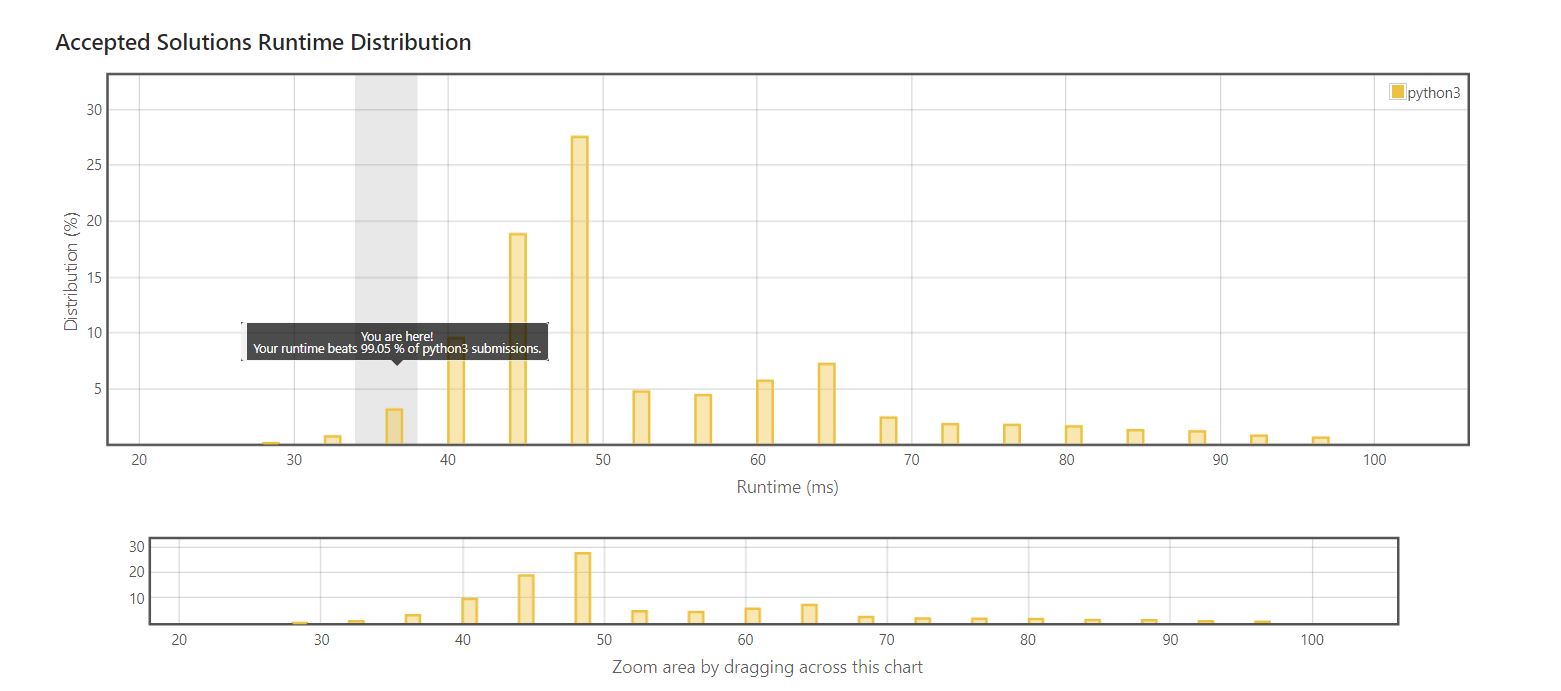 Accepted Solutions Runtime Distribution
python3
30
25
20
15
10
5
Distribution (%)
You are here!
Your runtime beats 99.05 % of python3 submissions.
20 30 40 50 60 70 80 90 100
Runtime (ms)
30
20
10
20 30 40 50 60 70 80 90 100
Zoom area by dragging across this chart